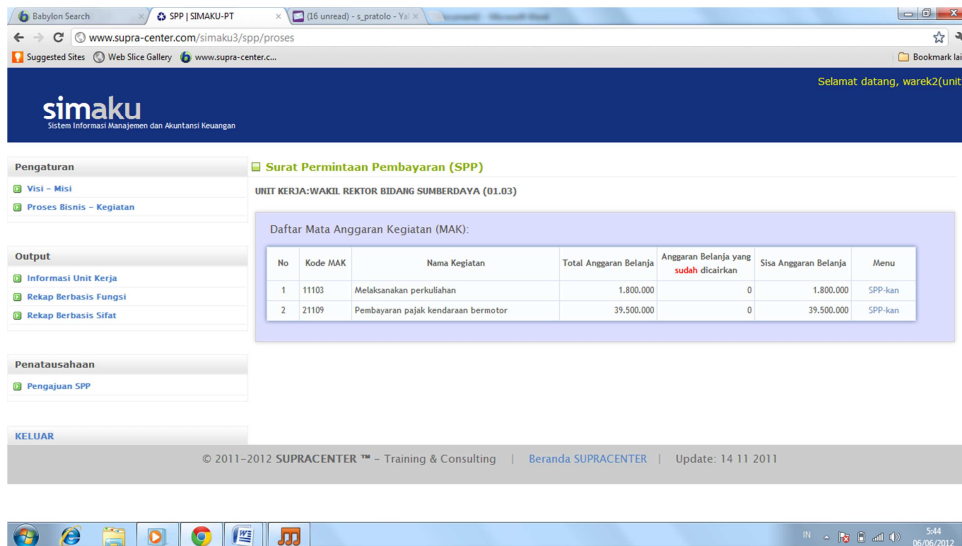 Babylon Search
SPP | SIMAKU-PT
(16 unread) - s_pratolo - Ya
www.supra-center.com/simaku3/spp/proses
Suggested Sites
Web Slice Gallery
www.supra-center.c...
Bookmark lai
Selamat datang, warek2(unit
simaku
Sistem Informasi Manajemen dan Akuntansi Keuangan
Pengaturan
Visi - Misi
Proses Bisnis - Kegiatan
Output
Informasi Unit Kerja
Rekap Berbasis Fungsi
Rekap Berbasis Sifat
Penatausahaan
Pengajuan SPP
KELUAR
Surat Permintaan Pembayaran (SPP)
UNIT KERJA:WAKIL REKTOR BIDANG SUMBERDAYA (01.03)
Daftar Mata Anggaran Kegiatan (MAK):
No Kode MAK Nama Kegiatan Total Anggaran Belanja Anggaran Belanja yang sudah dicairkan Sisa Anggaran Belanja Menu
1 11103 Melaksanakan perkuliahan 1.800.000 0 1.800.000 SPP-kan
2 21109 Pembayaran pajak kendaraan bermotor 39.500.000 0 39.500.000 SPP-kan
© 2011-2012 SUPRACENTER ™ - Training & Consulting | Beranda SUPRACENTER | Update: 14 11 2011
IN
5:44
06/06/2012